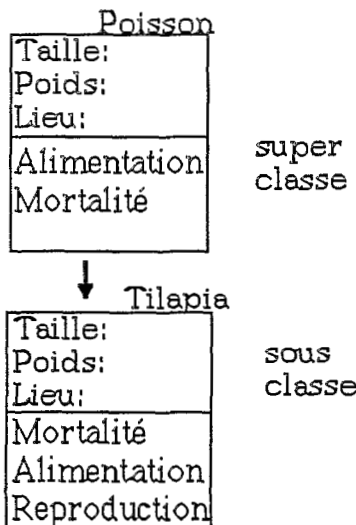 Poisson
Taille:
Poids:
Lieu:
Alimentation
Mortalité
super
classe
Tilapia
Taille:
Poids:
Lieu:
Mortalité
Alimentation
Reproduction
sous
classe